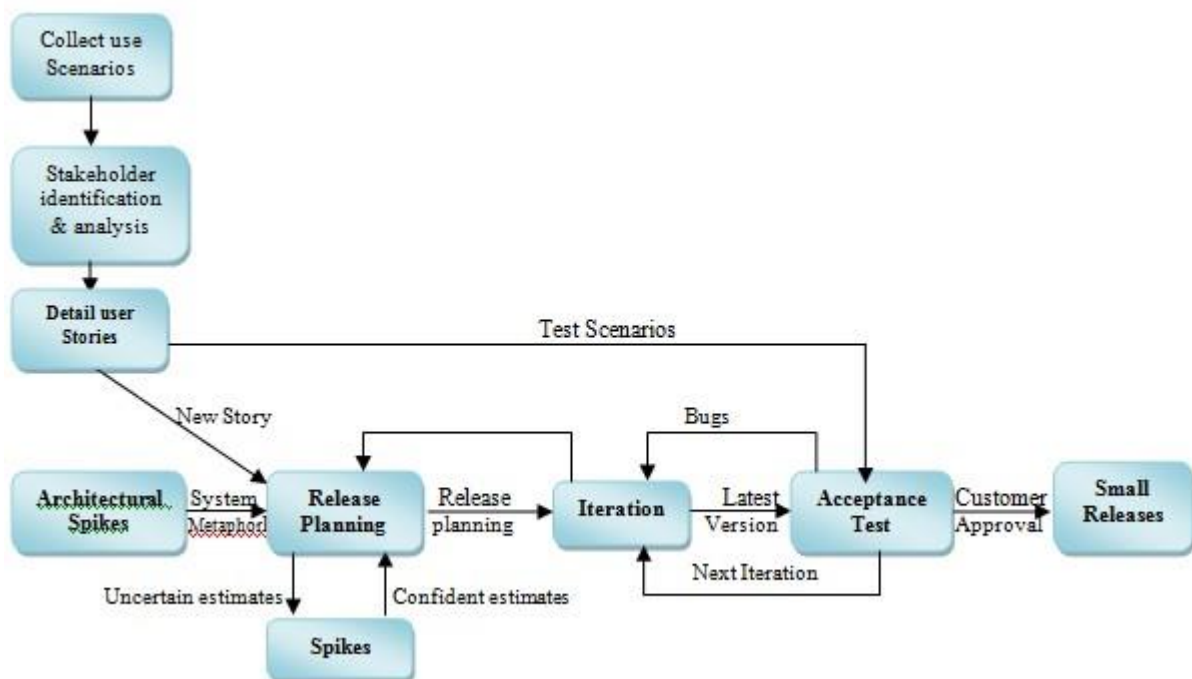 Collect use
Scenarios
Stakeholder
identification
& analysis
Detail user
Stories
Test Scenarios
New Story
Bugs
Architectural
Spikes
System
Metaphorl
Release
Planning
Release
planning
Iteration
Latest
Version
Acceptance
Test
Customer
Approval
Small
Releases
Next Iteration
Uncertain estimates
Confident estimates
Spikes